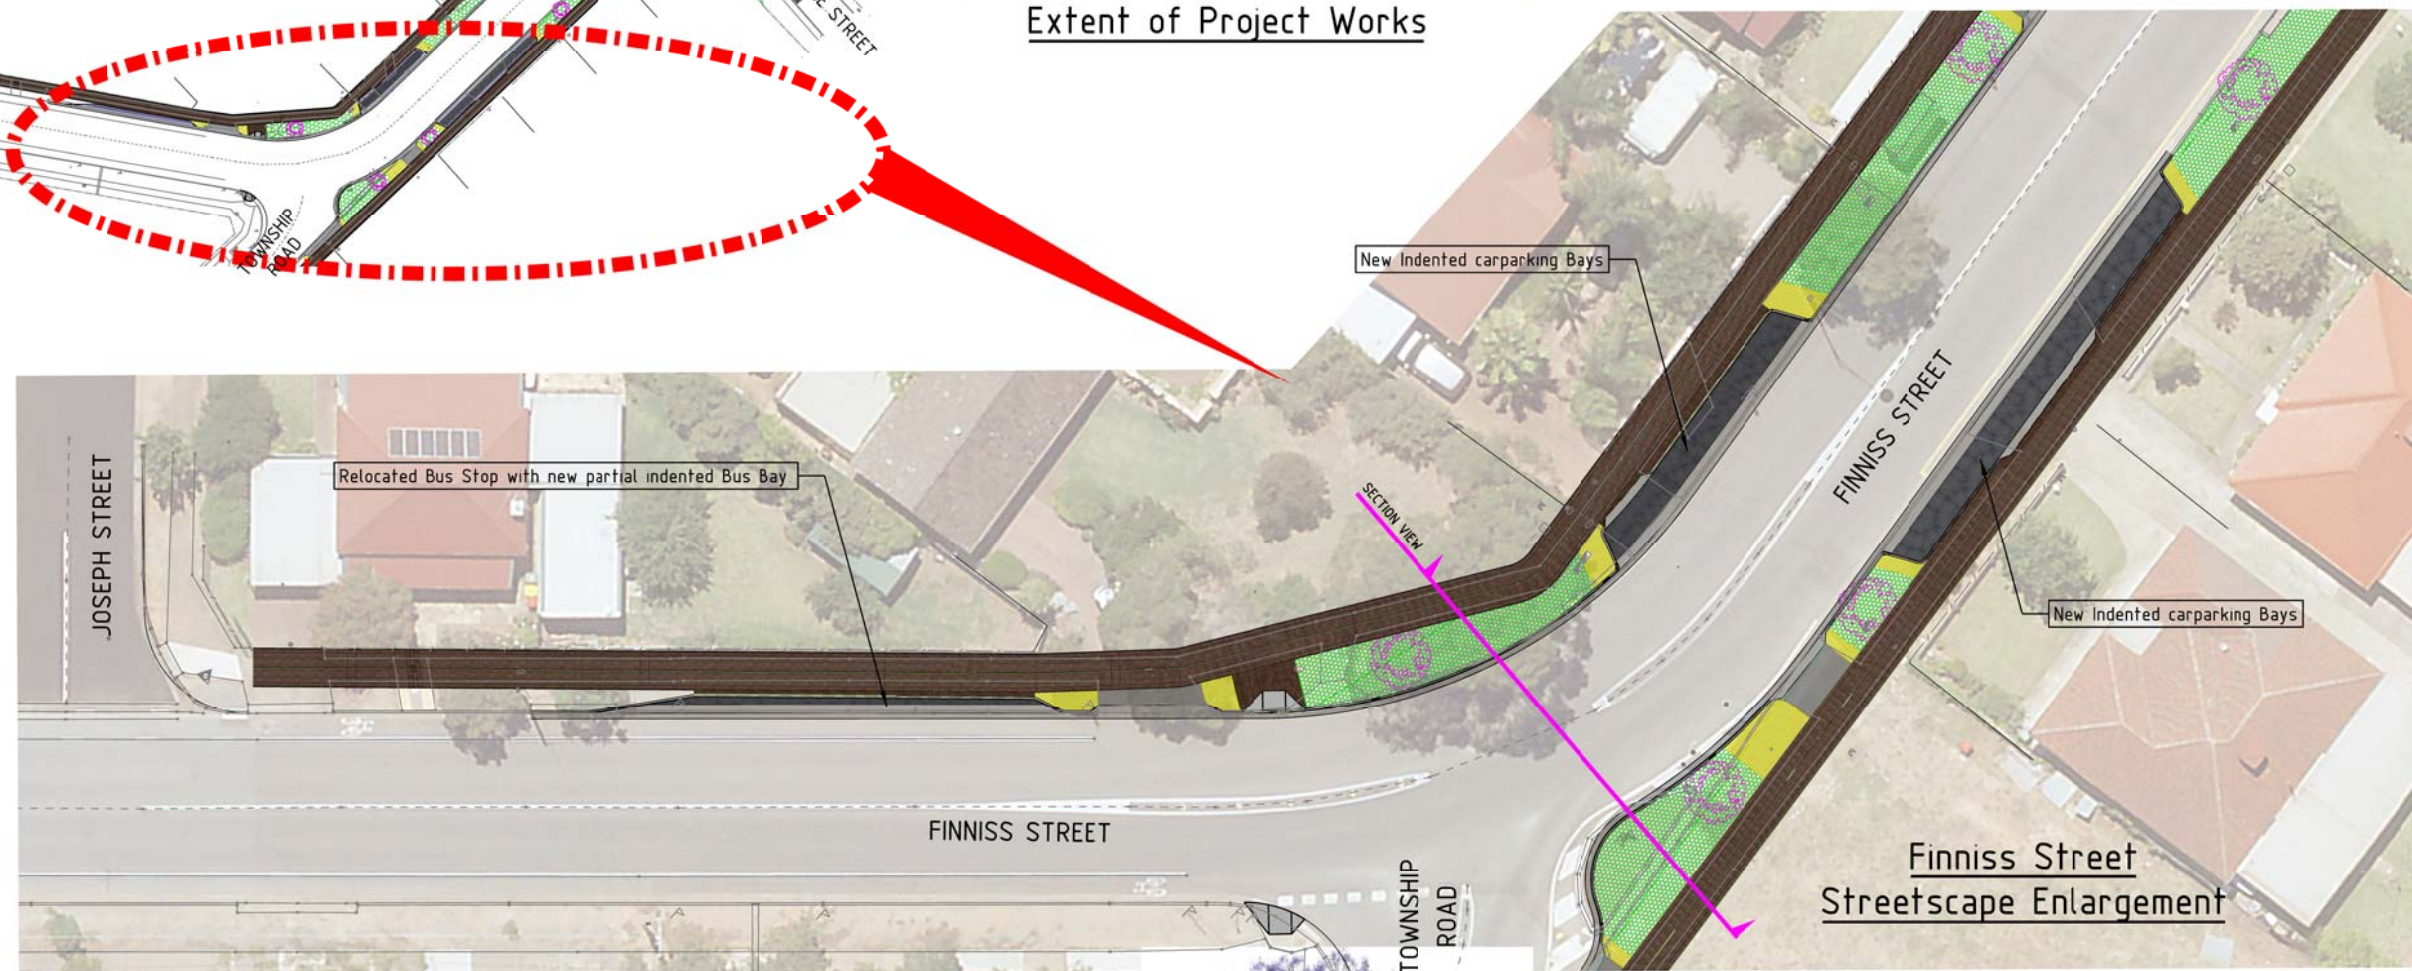 Extent of Project Works
STREET
TOWNSHIP
ROAD
New Indented carparking Bays
FINNISS STREET
JOSEPH STREET
Relocated Bus Stop with new partial indented Bus Bay
SECTION VIEW
New Indented carparking Bays
FINNISS STREET
TOWNSHIP
ROAD
Finniss Street
Streetscape Enlargement